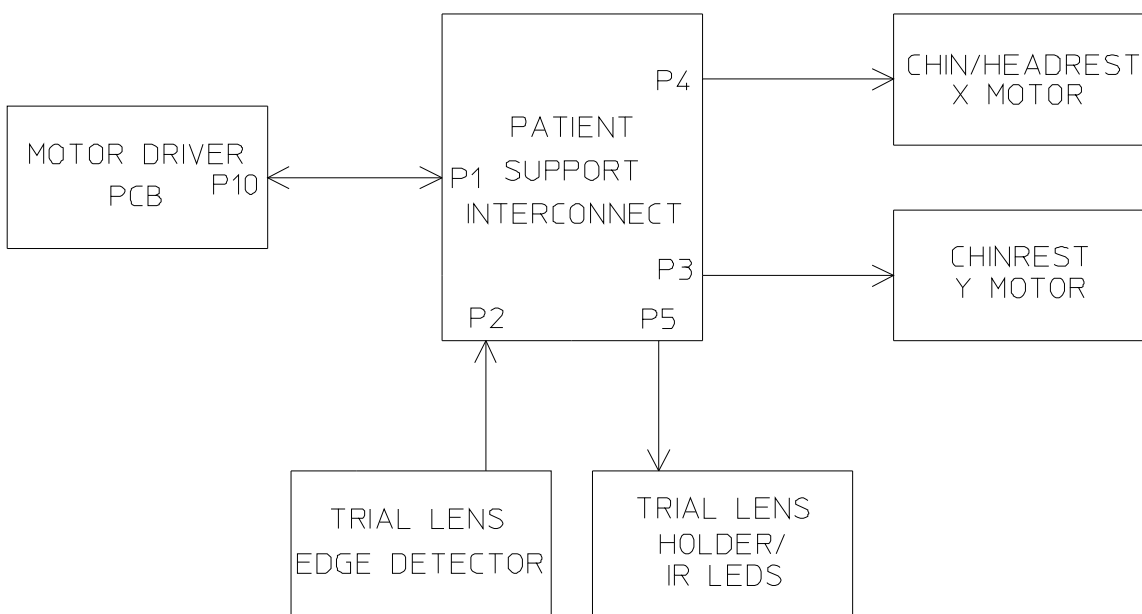 MOTOR DRIVER
PCB
P10
PATIENT
SUPPORT
INTERCONNECT
P1
P2
P3
P4
P5
CHIN/HEADREST
X MOTOR
CHINREST
Y MOTOR
TRIAL LENS
EDGE DETECTOR
TRIAL LENS
HOLDER/
IR LEDS